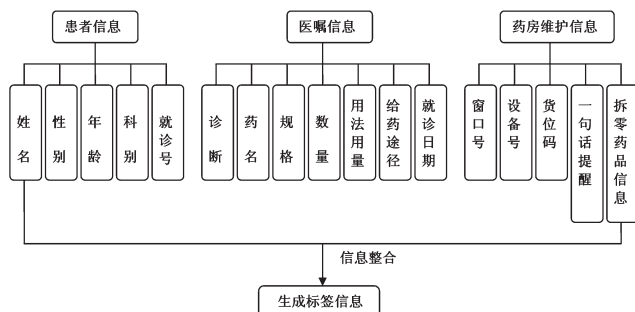 患者信息
医嘱信息
药房维护信息
姓名
性别
年龄
科别
就诊号
诊断
药名
规格
数量
用法用量
给药途径
就诊日期
窗口号
设备号
货位码
一句话提醒
拆零药品信息
信息整合
生成标签信息